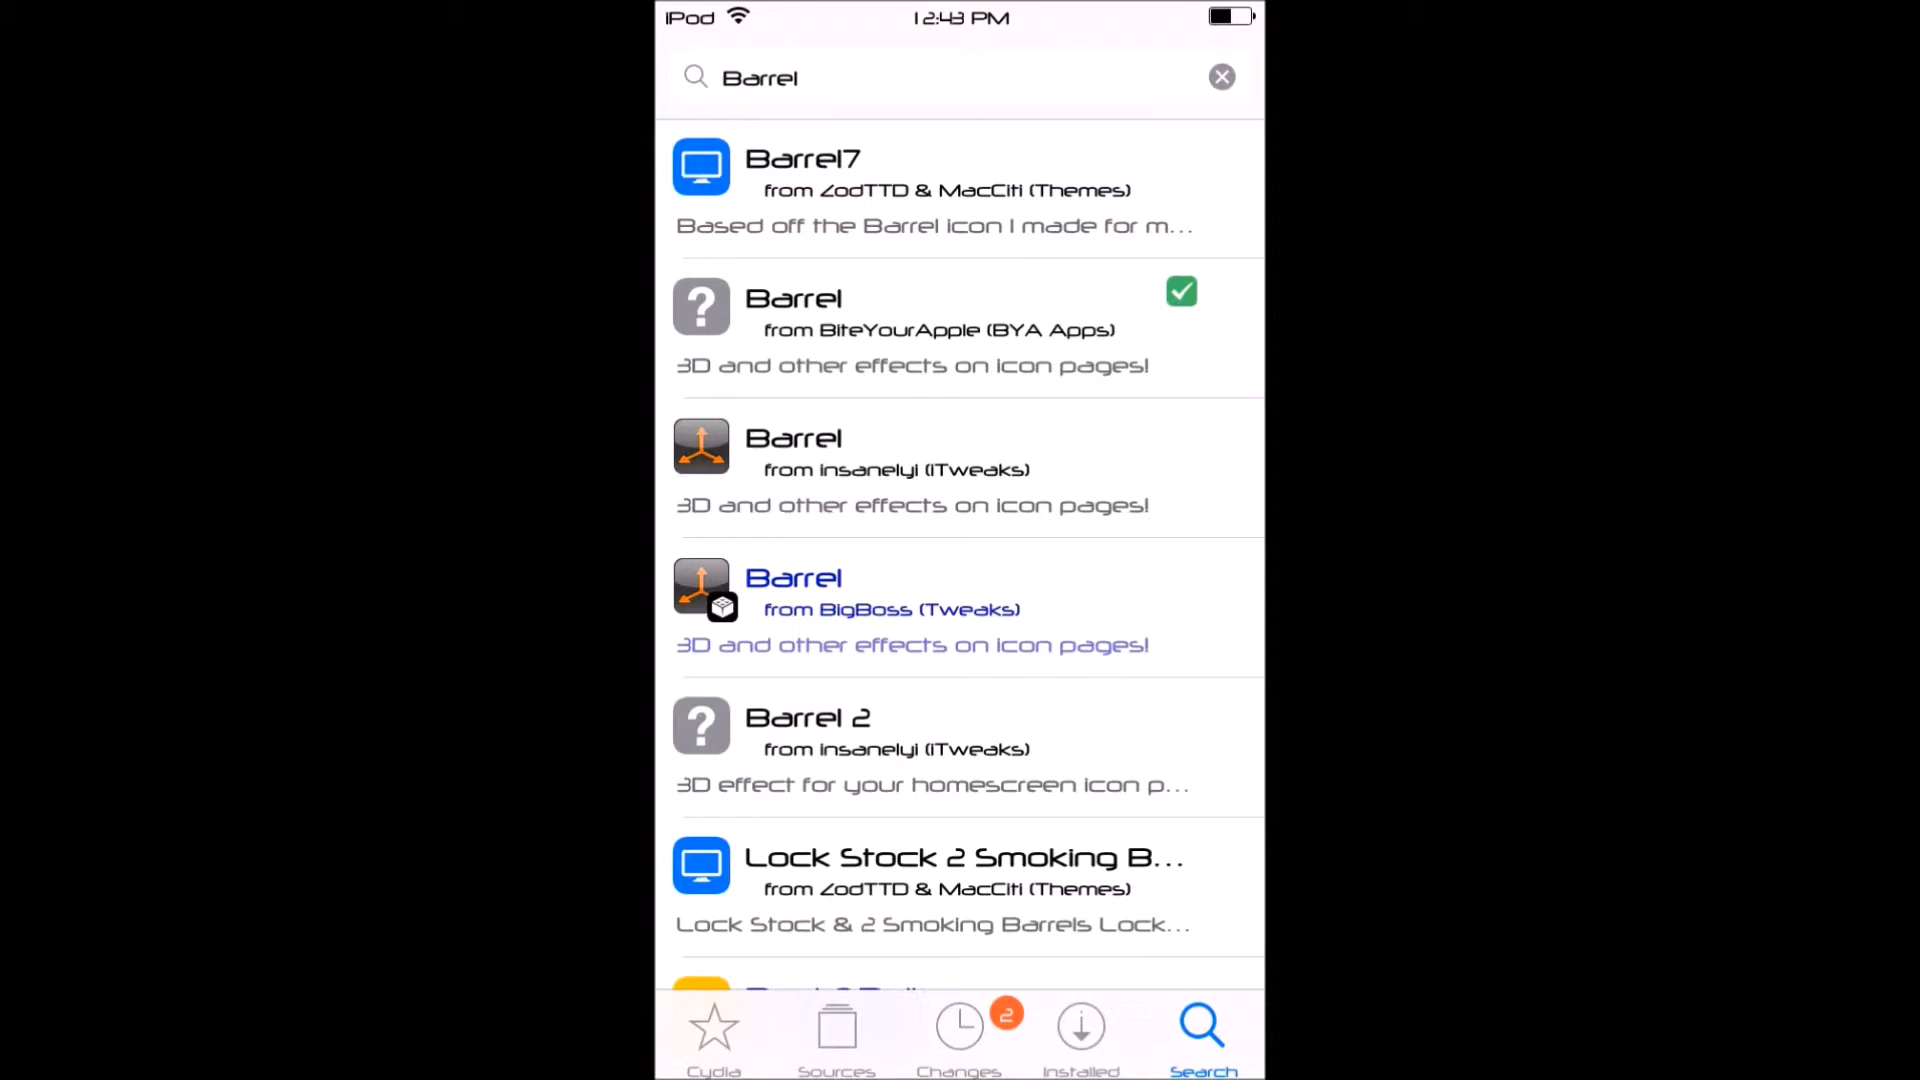 iPod 12:43 PM
Barrel
Barrel7
from ZodTTD & MacCiti (Themes)
Based off the Barrel icon I made for m...
Barrel
from BiteYourApple (BYA Apps)
3D and other effects on icon pages!
Barrel
from insanelyi (iTweaks)
3D and other effects on icon pages!
Barrel
from BigBoss (Tweaks)
3D and other effects on icon pages!
Barrel 2
from insanelyi (iTweaks)
3D effect for your homescreen icon p...
Lock Stock 2 Smoking B...
from ZodTTD & MacCiti (Themes)
Lock Stock & 2 Smoking Barrels Lock...
2
Cydia Sources Changes Installed Search